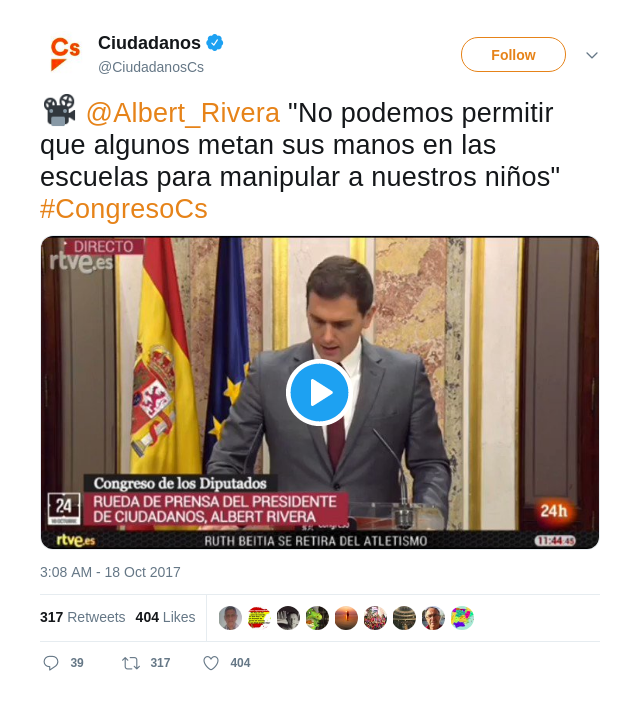 Cs
Ciudadanos
@CiudadanosCs
Follow
@Albert_Rivera "No podemos permitir
que algunos metan sus manos en las
escuelas para manipular a nuestros niños"
#CongresoCs
DIRECTO
rtve.es
Congreso de los Diputados
24
RUEDA DE PRENSA DEL PRESIDENTE
DE CIUDADANOS, ALBERT RIVERA
24h
rtve.es
RUTH BEITIA SE RETIRA DEL ATLETISMO
11:44:45
3:08 AM - 18 Oct 2017
317 Retweets 404 Likes
39 317 404